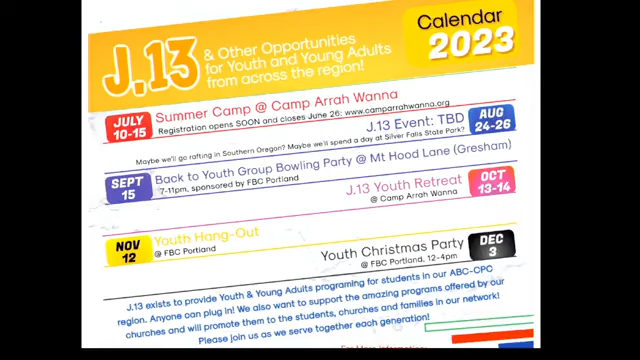 J.13
& Other Opportunities
for Youth and Young Adults
from across the region!
Calendar
2023
JULY
10-15
Summer Camp @ Camp Arrah Wanna
Registration opens SOON and closes June 26: www.camparrahwanna.org
J.13 Event: TBD
Maybe we'll go rafting in Southern Oregon? Maybe we'll spend a day at Silver Falls State Park?
AUG
24-26
SEPT
15
Back to Youth Group Bowling Party @ Mt Hood Lane (Gresham)
7-11pm, sponsored by FBC Portland
J.13 Youth Retreat
@ Camp Arrah Wanna
OCT
13-14
NOV
12
Youth Hang-Out
@ FBC Portland
Youth Christmas Party
@ FBC Portland, 12-4pm
DEC
3
J.13 exists to provide Youth & Young Adults programing for students in our ABC-CPC
region. Anyone can plug in! We also want to support the amazing programs offered by our
churches and will promote them to the students, churches and families in our network!
Please join us as we serve together each generation!
For More Information: